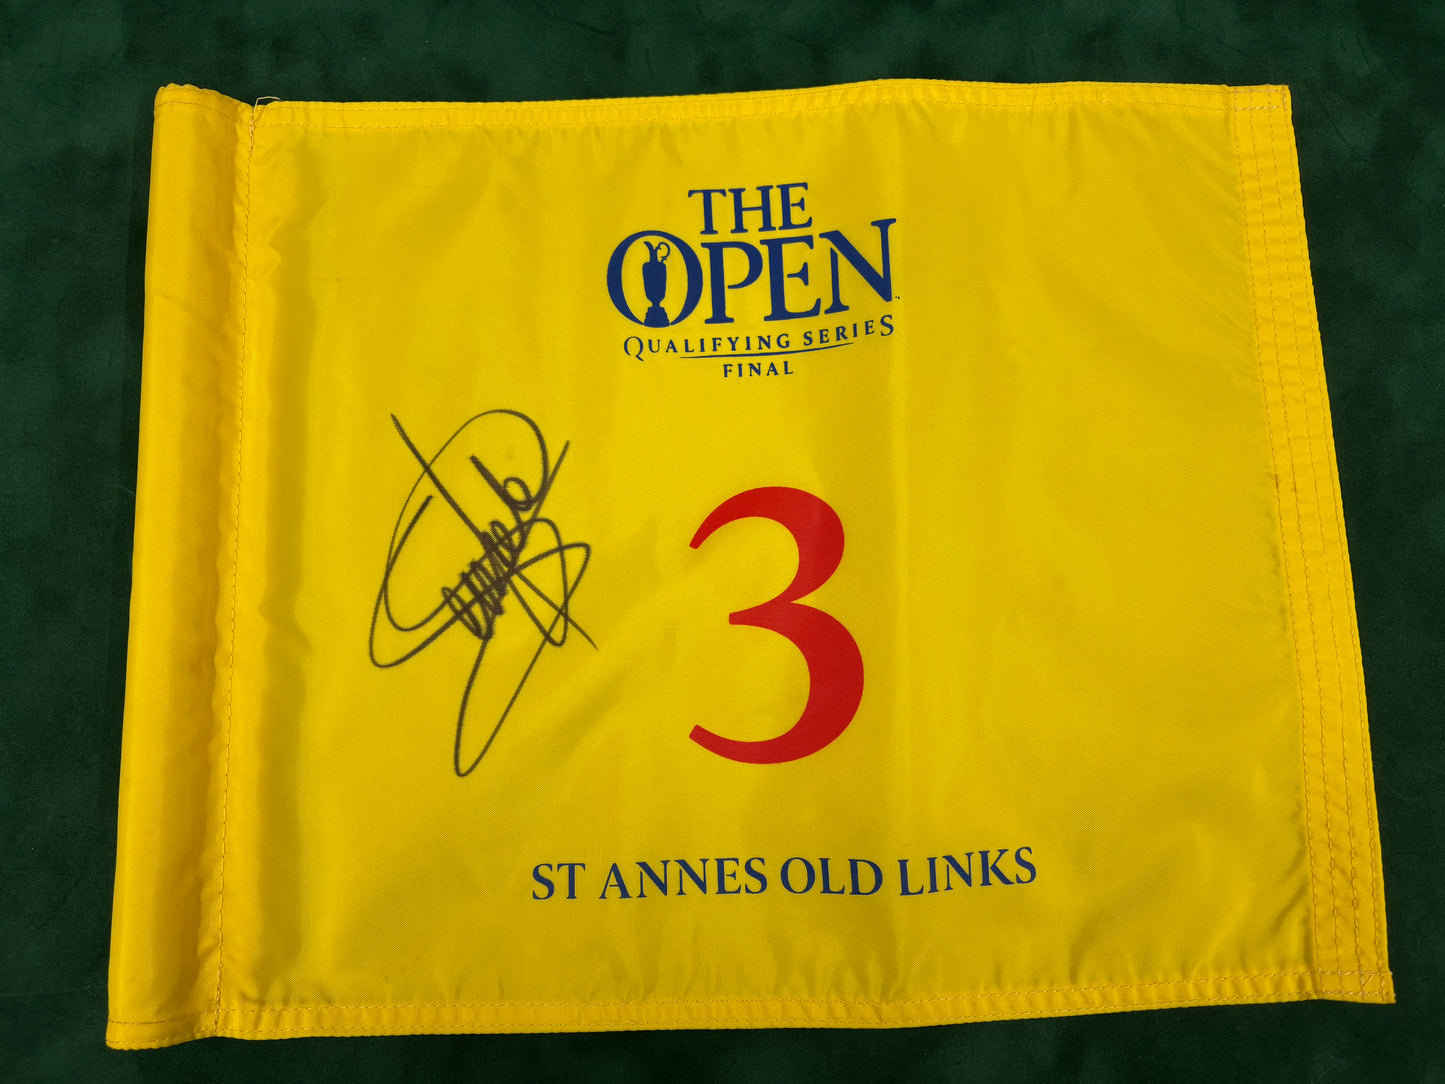 THE
OPEN
QUALIFYING SERIES
FINAL
3
ST ANNES OLD LINKS